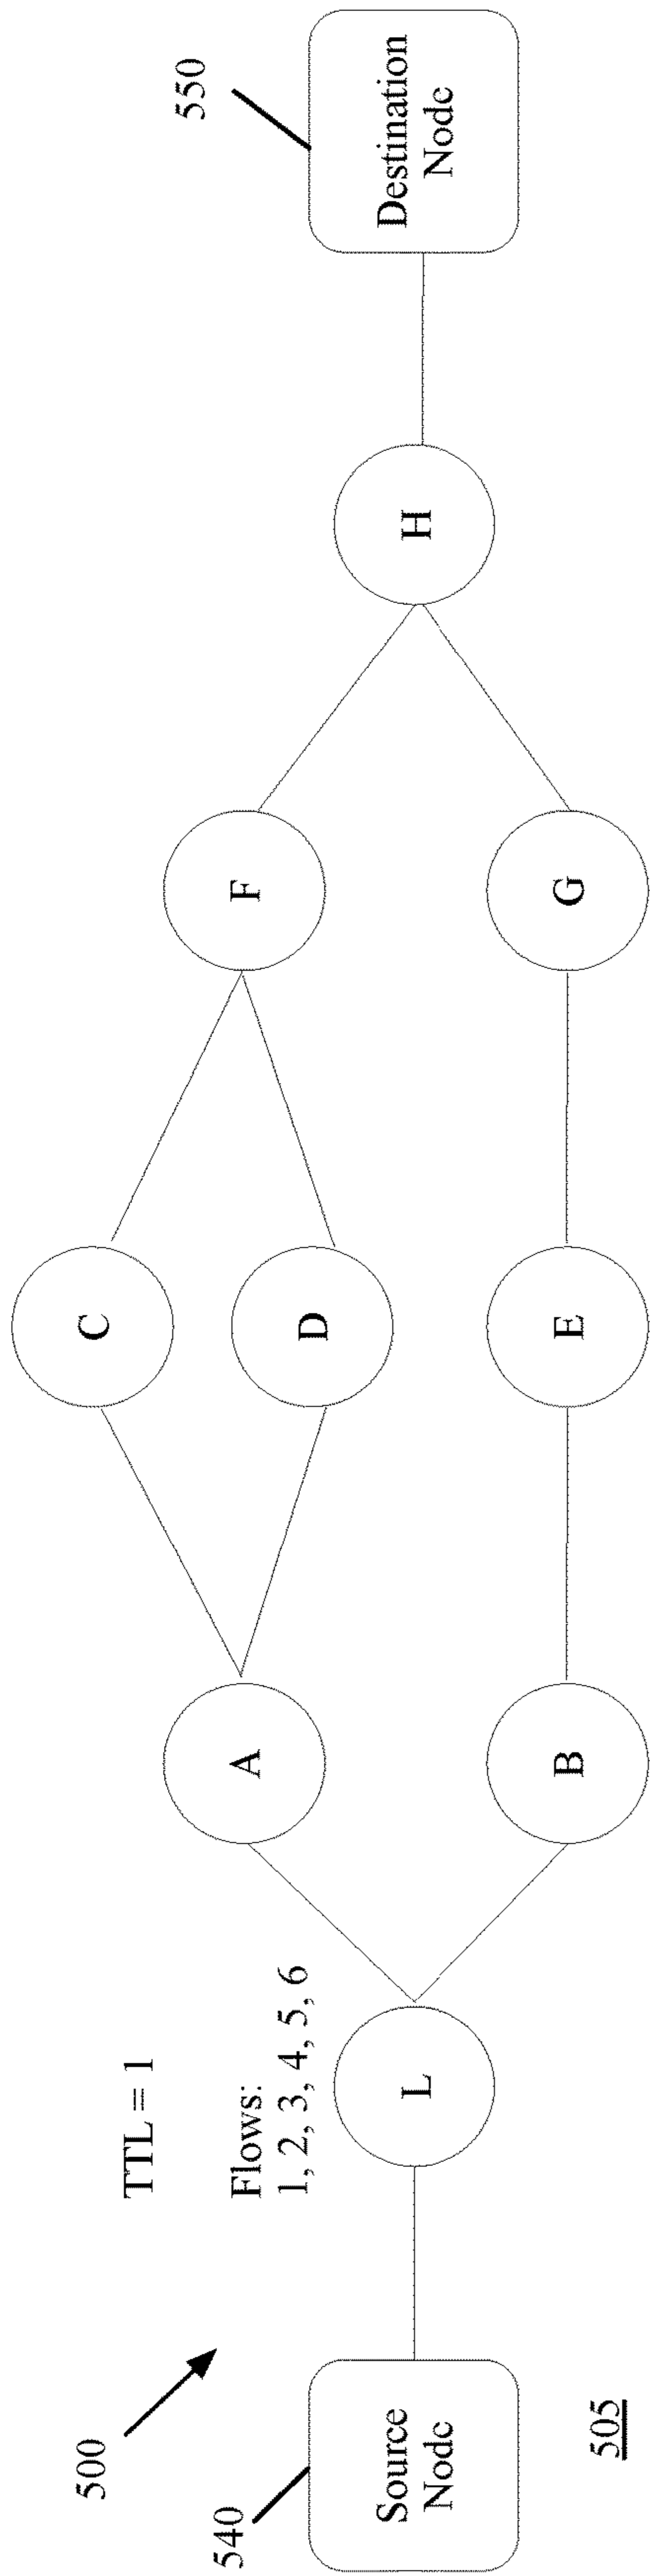 500
540
Source
Node
505
TTL = 1
Flows:
1, 2, 3, 4, 5, 6
L
A
B
C
D
E
F
G
H
550
Destination
Node